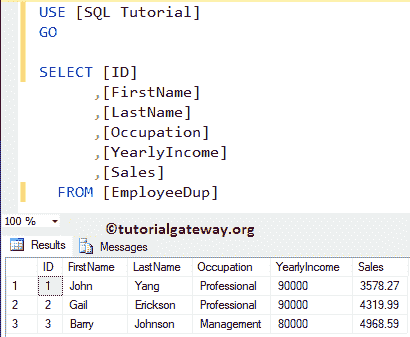 USE [SQL Tutorial]
GO
SELECT [ID]
,[FirstName]
,[LastName]
,[Occupation]
,[YearlyIncome]
,[Sales]
FROM [EmployeeDup]
100 %
©tutorialgateway.org
Results Messages
ID FirstName LastName Occupation YearlyIncome Sales
1 1 John Yang Professional 90000 3578.27
2 2 Gail Erickson Professional 90000 4319.99
3 3 Barry Johnson Management 80000 4968.59